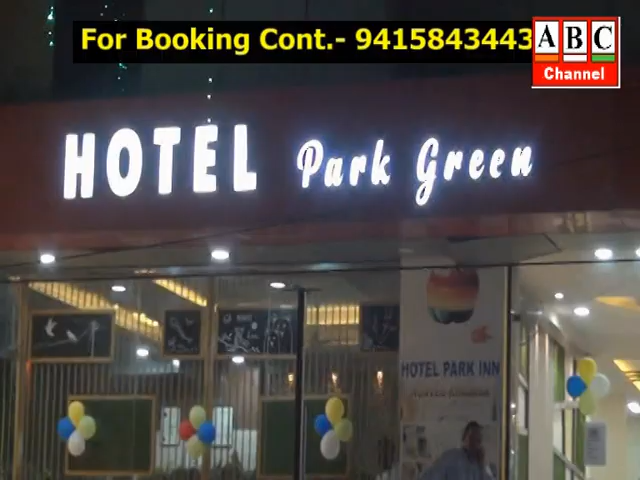 For Booking Cont.- 9415843443
ABC
Channel
HOTEL Park Green
HOTEL PARK INN